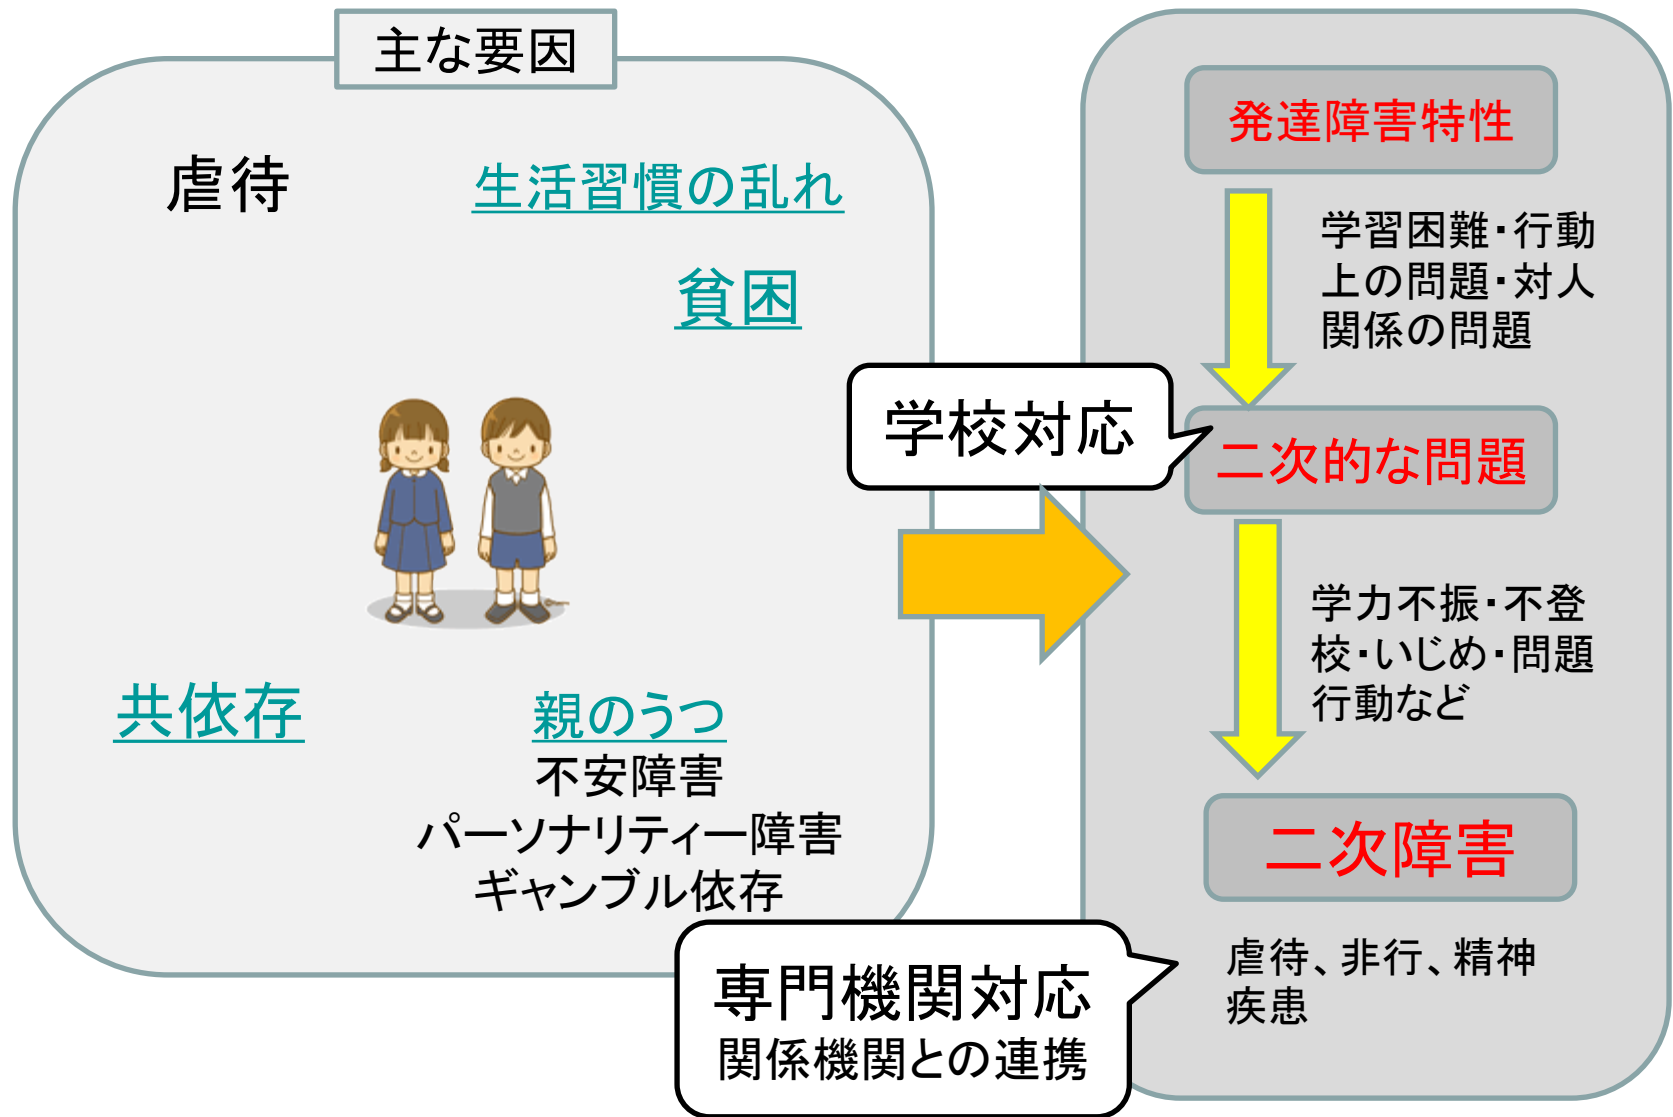 主な要因
虐待
生活習慣の乱れ
貧困
共依存
親のうつ
不安障害
パーソナリティー障害
ギャンブル依存
発達障害特性
学習困難・行動
上の問題・対人
関係の問題
学校対応
二次的な問題
学力不振・不登
校・いじめ・問題
行動など
二次障害
虐待、非行、精神
疾患
専門機関対応
関係機関との連携